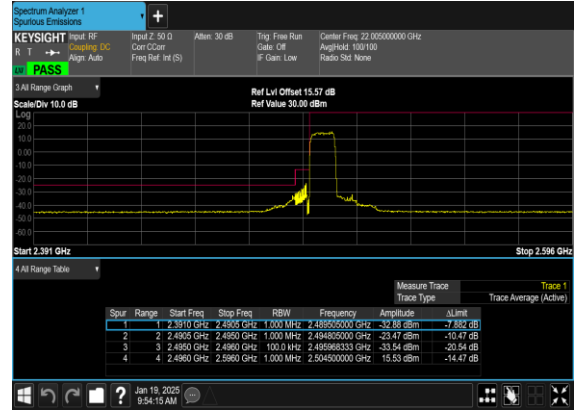 Spectrum Analyzer 1
Spurious Emissions
KEYSIGHT Input: RF Input Z: 50 Ω Atten: 30 dB Trig: Free Run Center Freq: 22.005000000 GHz
R T Coupling: DC Corr CCorr Gate: Off Avg|Hold: 100/100
Align: Auto Freq Ref: Int (S) IF Gain: Low Radio Std: None
PASS
3 All Range Graph
Ref Lvl Offset 15.57 dB
Scale/Div 10.0 dB Ref Value 30.00 dBm
Log
20.0
10.0
0.00
-10.0
-20.0
-30.0
-40.0
-50.0
-60.0
Start 2.391 GHz Stop 2.596 GHz
4 All Range Table
Measure Trace Trace 1
Trace Type Trace Average (Active)
Spur Range Start Freq Stop Freq RBW Frequency Amplitude ΔLimit
1 1 2.3910 GHz 2.4905 GHz 1.000 MHz 2.489505000 GHz -32.88 dBm -7.882 dB
2 2 2.4905 GHz 2.4950 GHz 1.000 MHz 2.494805000 GHz -23.47 dBm -10.47 dB
3 3 2.4950 GHz 2.4960 GHz 100.0 kHz 2.495968333 GHz -33.54 dBm -20.54 dB
4 4 2.4960 GHz 2.5960 GHz 1.000 MHz 2.504500000 GHz 15.53 dBm -14.47 dB
Jan 19, 2025
9:54:15 AM